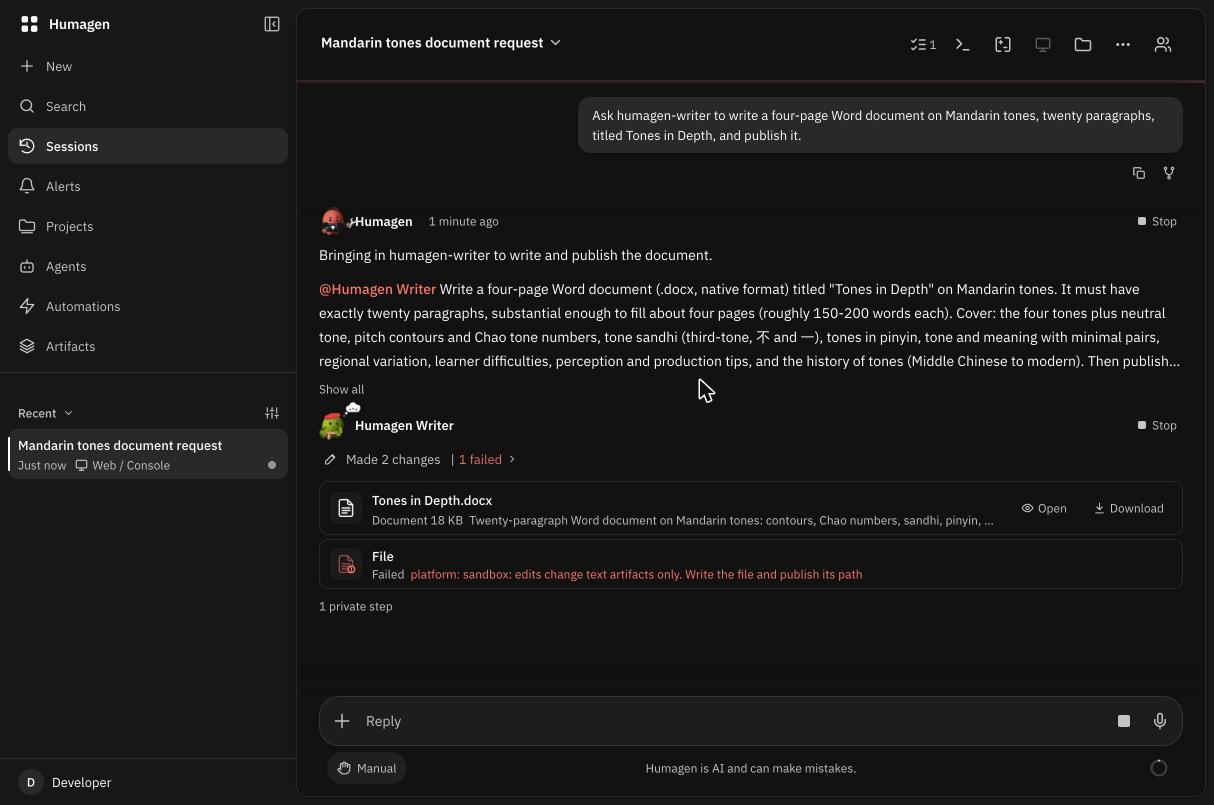 Humagen
New
Search
Sessions
Alerts
Projects
Agents
Automations
Artifacts
Recent
Mandarin tones document request
Just now Web / Console
D Developer
Mandarin tones document request
1
Ask humagen-writer to write a four-page Word document on Mandarin tones, twenty paragraphs,
titled Tones in Depth, and publish it.
Humagen 1 minute ago Stop
Bringing in humagen-writer to write and publish the document.
@Humagen Writer Write a four-page Word document (.docx, native format) titled "Tones in Depth" on Mandarin tones. It must have
exactly twenty paragraphs, substantial enough to fill about four pages (roughly 150-200 words each). Cover: the four tones plus neutral
tone, pitch contours and Chao tone numbers, tone sandhi (third-tone, 不 and 一), tones in pinyin, tone and meaning with minimal pairs,
regional variation, learner difficulties, perception and production tips, and the history of tones (Middle Chinese to modern). Then publish...
Show all
Humagen Writer Stop
Made 2 changes | 1 failed
Tones in Depth.docx
Document 18 KB Twenty-paragraph Word document on Mandarin tones: contours, Chao numbers, sandhi, pinyin, ...
Open Download
File
Failed platform: sandbox: edits change text artifacts only. Write the file and publish its path
1 private step
Reply
Manual
Humagen is AI and can make mistakes.